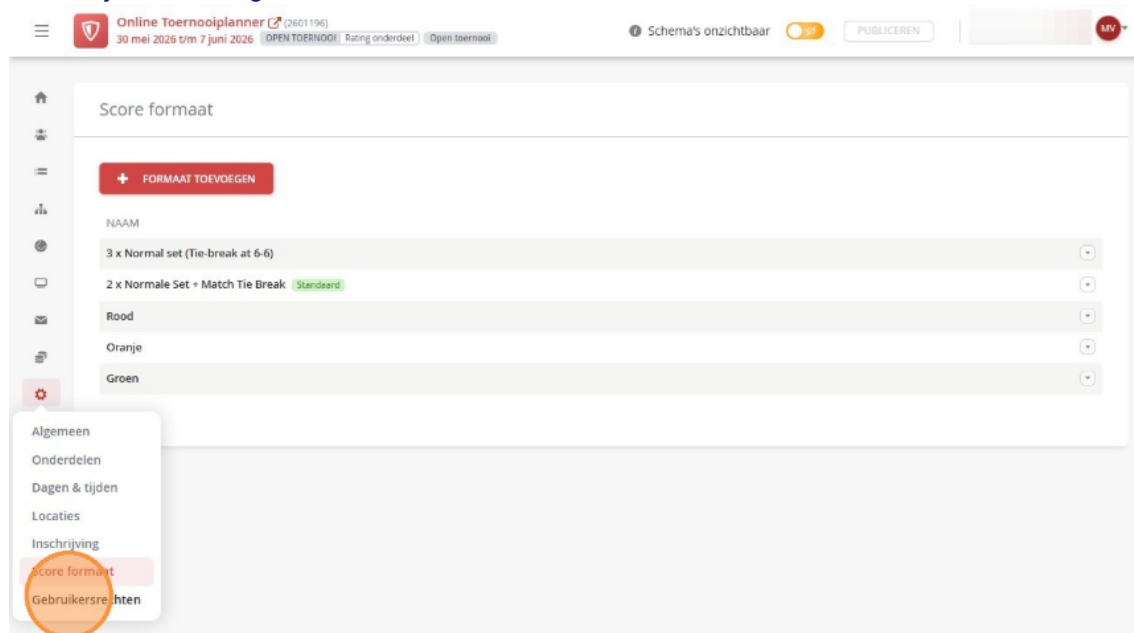 Online Toernooiplanner (2601196)
30 mei 2026 t/m 7 juni 2026 OPEN TOERNOOI Rating onderdeel Open toernooi
Schema's onzichtbaar PUBLICEREN MV
Score formaat
+ FORMAAT TOEVOEGEN
NAAM
3 x Normal set (Tie-break at 6-6)
2 x Normale Set + Match Tie Break Standaard
Rood
Oranje
Groen
Algemeen
Onderdelen
Dagen & tijden
Locaties
Inschrijving
Score formaat
Gebruikersrechten